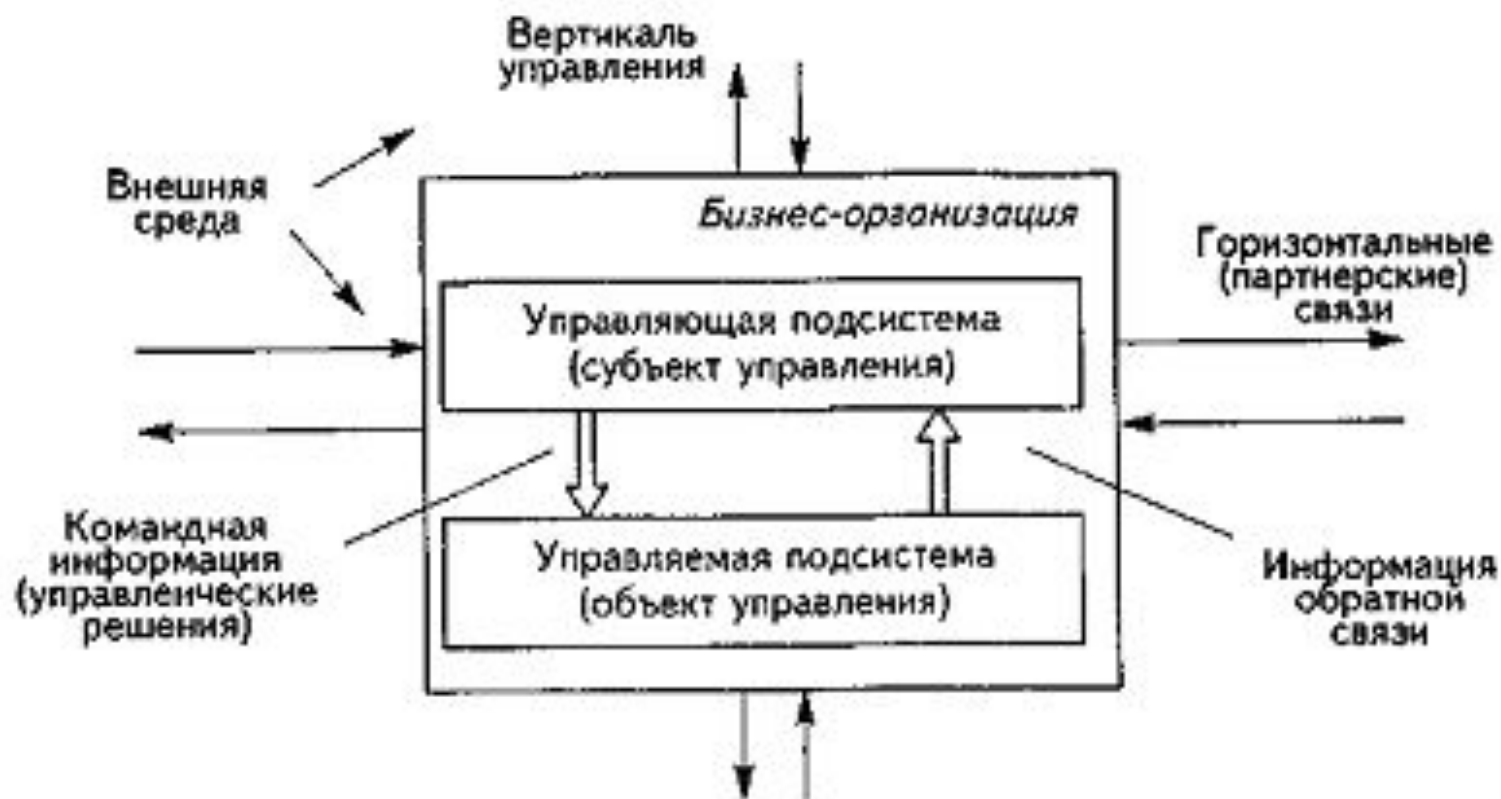 Вертикаль
управления
Внешняя
среда
Бизнес-организация
Горизонтальные
(партнерские)
связи
Управляющая подсистема
(субъект управления)
Командная
информация
(управленческие
решения)
Управляемая подсистема
(объект управления)
Информация
обратной
связи